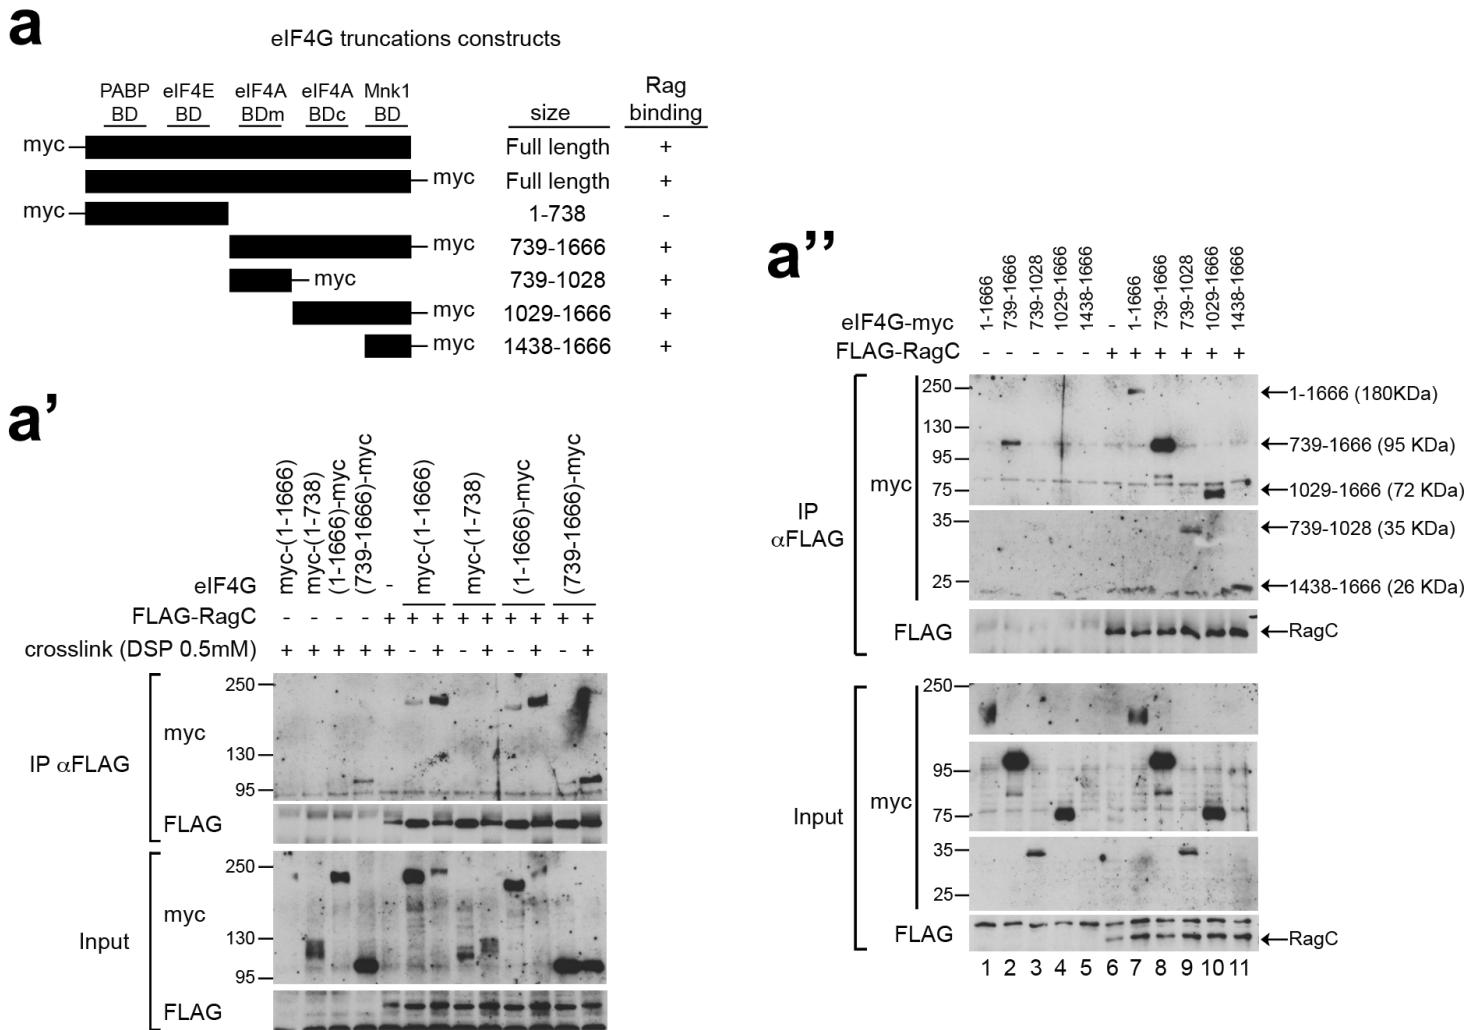 a
eIF4G truncations constructs
PABP eIF4E eIF4A eIF4A Mnk1
BD BD BDm BDc BD
size
Rag
binding
myc Full length +
myc Full length +
myc 1-738 -
myc 739-1666 +
myc 739-1028 +
myc 1029-1666 +
myc 1438-1666 +
a’
eIF4G myc-(1-1666) myc-(1-738) (1-1666)-myc (739-1666)-myc - myc-(1-1666) myc-(1-738) (1-1666)-myc (739-1666)-myc
FLAG-RagC - - - - + + + + + + + + +
crosslink (DSP 0.5mM) + + + + + - + - + - + - +
IP αFLAG
myc
250
130
95
FLAG
Input
myc
250
130
95
FLAG
a’’
eIF4G-myc 1-1666 739-1666 739-1028 1029-1666 1438-1666 - 1-1666 739-1666 739-1028 1029-1666 1438-1666
FLAG-RagC - - - - - + + + + + +
IP
αFLAG
myc
250
130
95
75
35
25
1-1666 (180KDa)
739-1666 (95 KDa)
1029-1666 (72 KDa)
739-1028 (35 KDa)
1438-1666 (26 KDa)
FLAG
RagC
Input
myc
250
95
75
35
25
FLAG
RagC
1 2 3 4 5 6 7 8 9 10 11